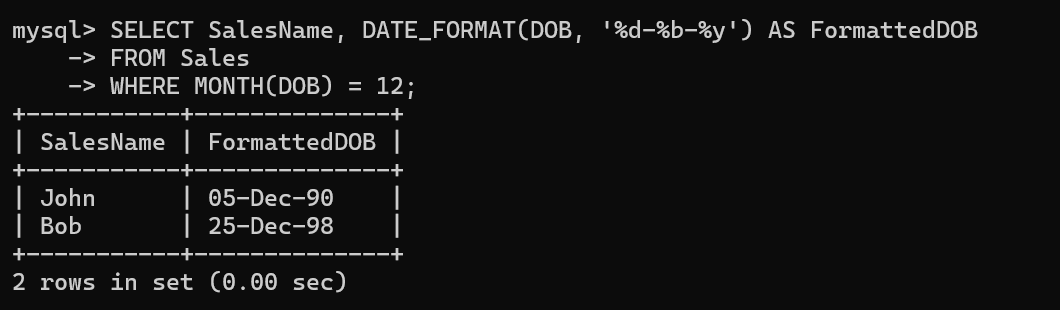 mysql> SELECT SalesName, DATE_FORMAT(DOB, '%d-%b-%y') AS FormattedDOB
    -> FROM Sales
    -> WHERE MONTH(DOB) = 12;
+-----------+--------------+
| SalesName | FormattedDOB |
+-----------+--------------+
| John      | 05-Dec-90    |
| Bob       | 25-Dec-98    |
+-----------+--------------+
2 rows in set (0.00 sec)